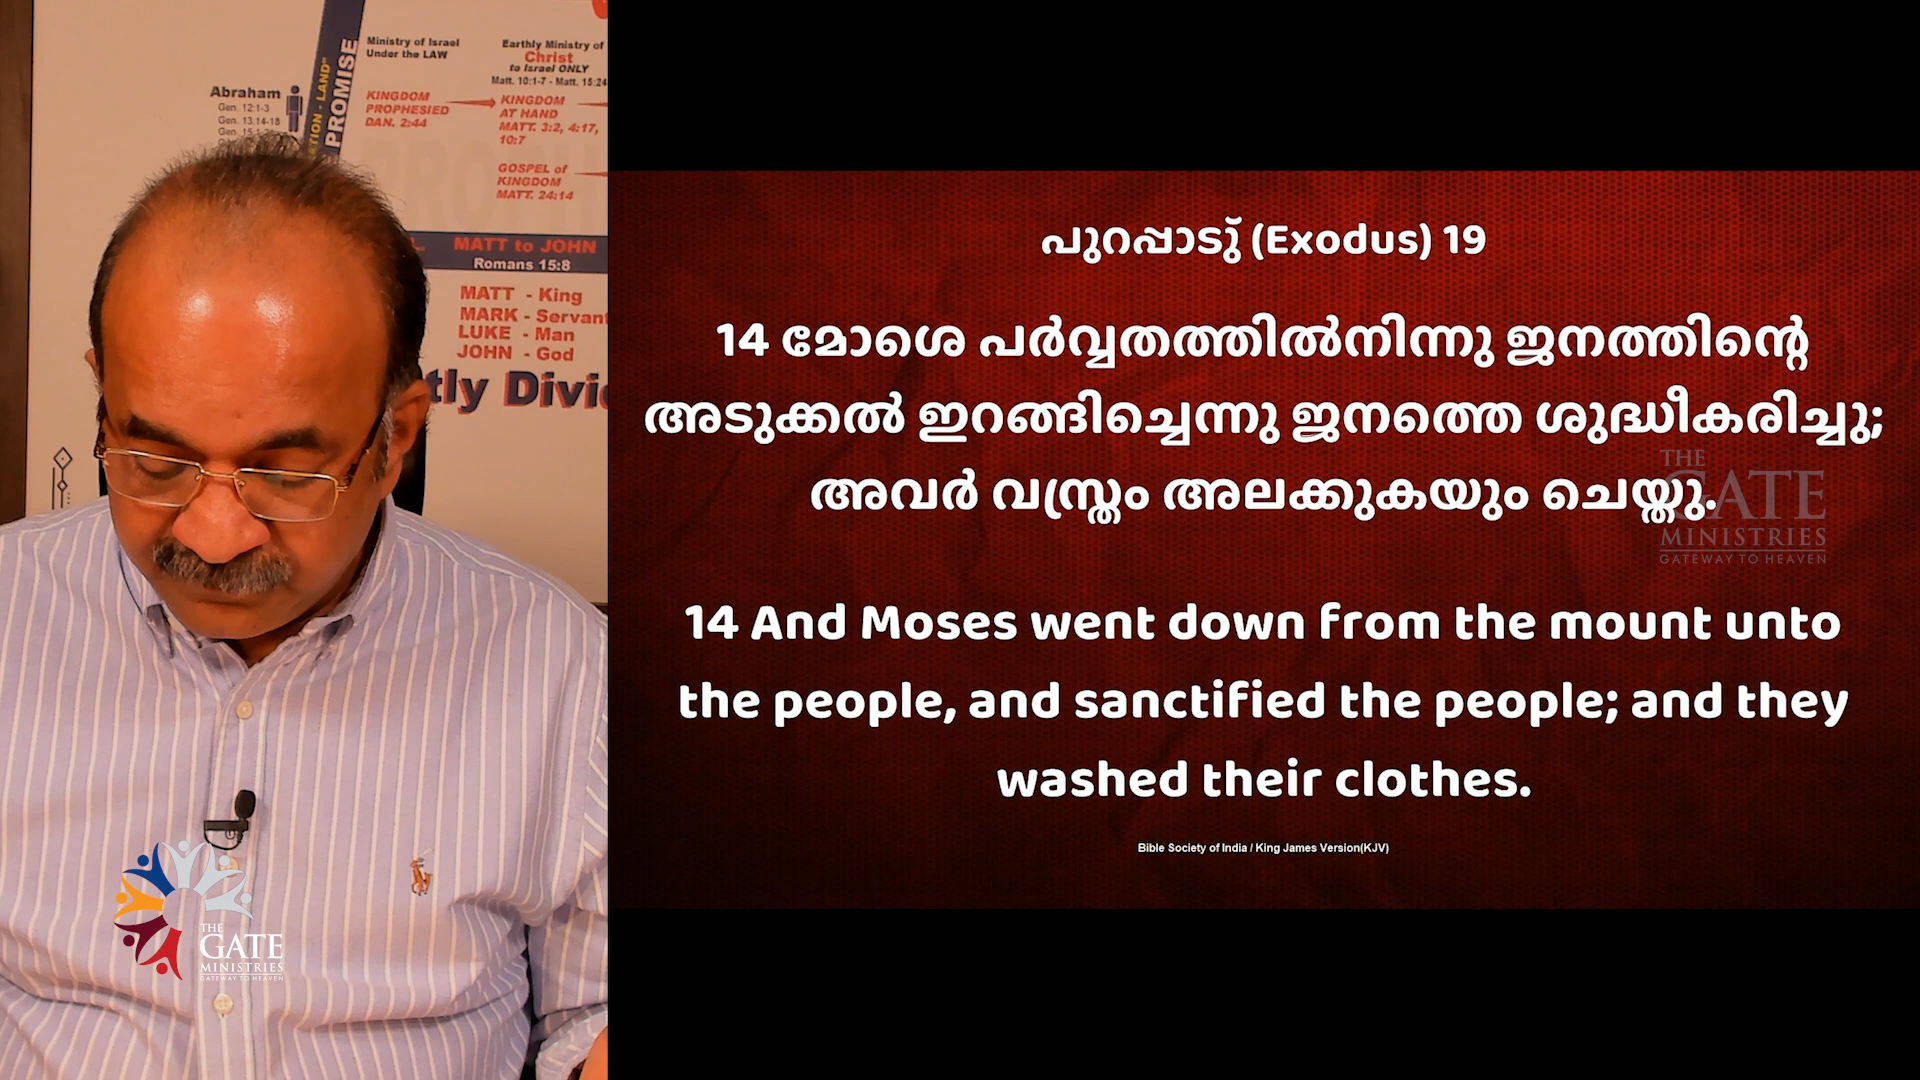 Ministry of Israel
Under the LAW
Earthly Ministry of
Christ
to Israel ONLY
Matt. 10:1-7 - Matt. 15:24
Abraham
Gen. 12:1-3
Gen. 13:14-18
LAND"
PROMISE
KINGDOM
PROPHESIED
DAN. 2:44
KINGDOM
AT HAND
MATT. 3:2, 4:17,
10:7
GOSPEL of
KINGDOM
MATT. 24:14
MATT to JOHN
Romans 15:8
MATT - King
MARK - Servant
LUKE - Man
JOHN - God
tly Divi
THE
GATE
MINISTRIES
GATEWAY TO HEAVEN
പുറപ്പാടു് (Exodus) 19
14 മോശെ പർവ്വതത്തിൽനിന്നു ജനത്തിന്റെ
അടുക്കൽ ഇറങ്ങിച്ചെന്നു ജനത്തെ ശുദ്ധീകരിച്ചു;
അവർ വസ്ത്രം അലക്കുകയും ചെയ്തു.
THE
GATE
MINISTRIES
GATEWAY TO HEAVEN
14 And Moses went down from the mount unto
the people, and sanctified the people; and they
washed their clothes.
Bible Society of India / King James Version(KJV)